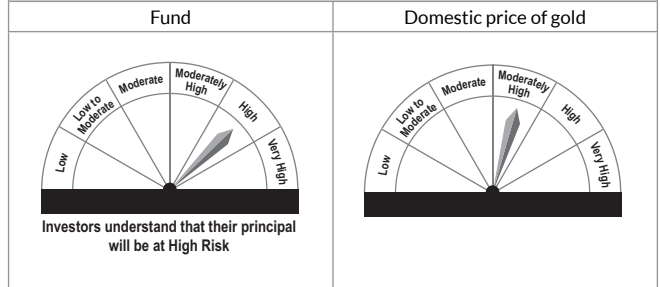 Fund
Domestic price of gold
Low
Low to
Moderate
Moderate
Moderately
High
High
Very High
Investors understand that their principal
will be at High Risk
Low
Low to
Moderate
Moderate
Moderately
High
High
Very High